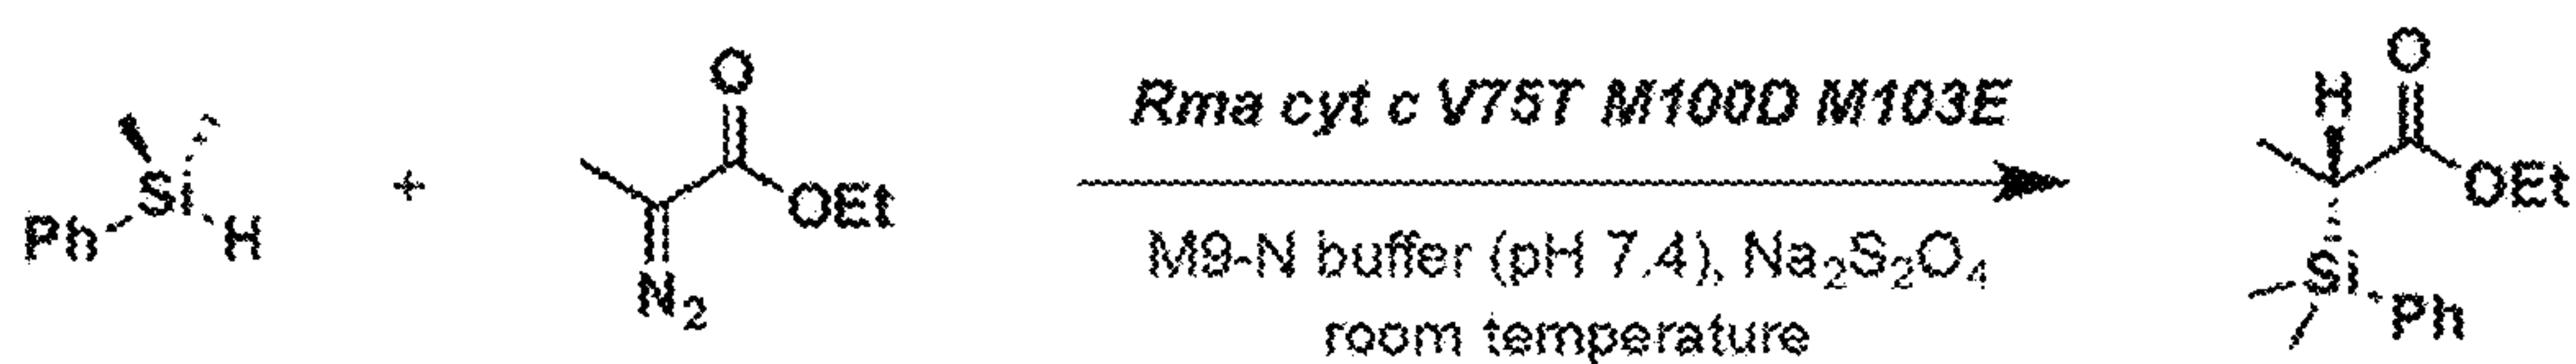 Ph Si H
+
O
OEt
N2
Rma cyt c V75T M100D M103E
M9-N buffer (pH 7.4), Na2S2O4
room temperature
H O
OEt
Si Ph